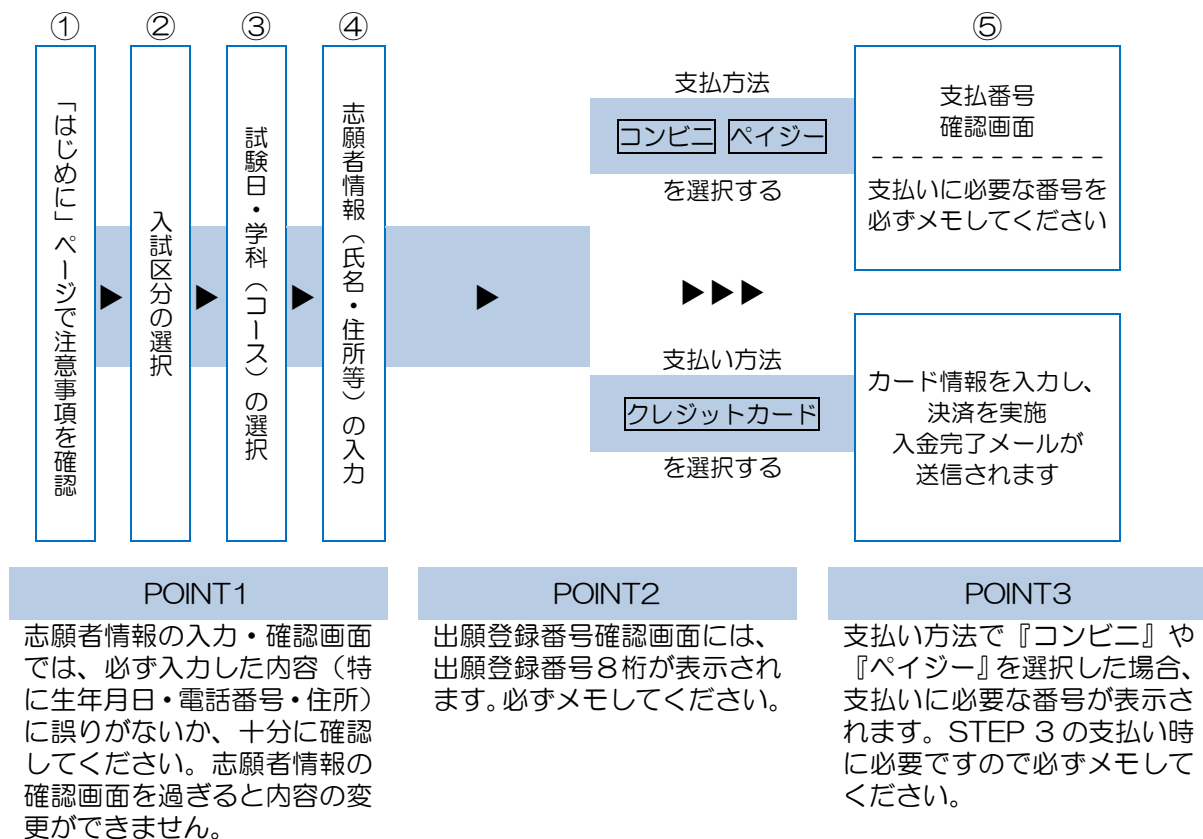 ①
「はじめに」ページで注意事項を確認
②
入試区分の選択
③
試験日・学科（コース）の選択
④
志願者情報（氏名・住所等）の入力
支払方法
コンビニ ペイジー
を選択する
支払い方法
クレジットカード
を選択する
⑤
支払番号
確認画面
------------
支払いに必要な番号を
必ずメモしてください
カード情報を入力し、
決済を実施
入金完了メールが
送信されます
POINT1
志願者情報の入力・確認画面
では、必ず入力した内容（特
に生年月日・電話番号・住所）
に誤りがないか、十分に確認
してください。志願者情報の
確認画面を過ぎると内容の変
更ができません。
POINT2
出願登録番号確認画面には、
出願登録番号８桁が表示され
ます。必ずメモしてください。
POINT3
支払い方法で『コンビニ』や
『ペイジー』を選択した場合、
支払いに必要な番号が表示さ
れます。STEP 3 の支払い時
に必要ですので必ずメモして
ください。